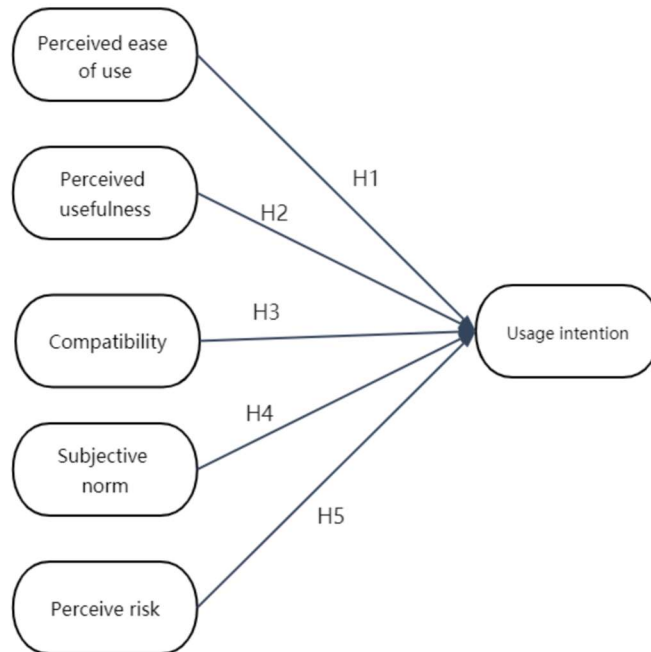 Perceived ease
of use
H1
Perceived
usefulness
H2
Compatibility
H3
Usage intention
Subjective
norm
H4
Perceive risk
H5